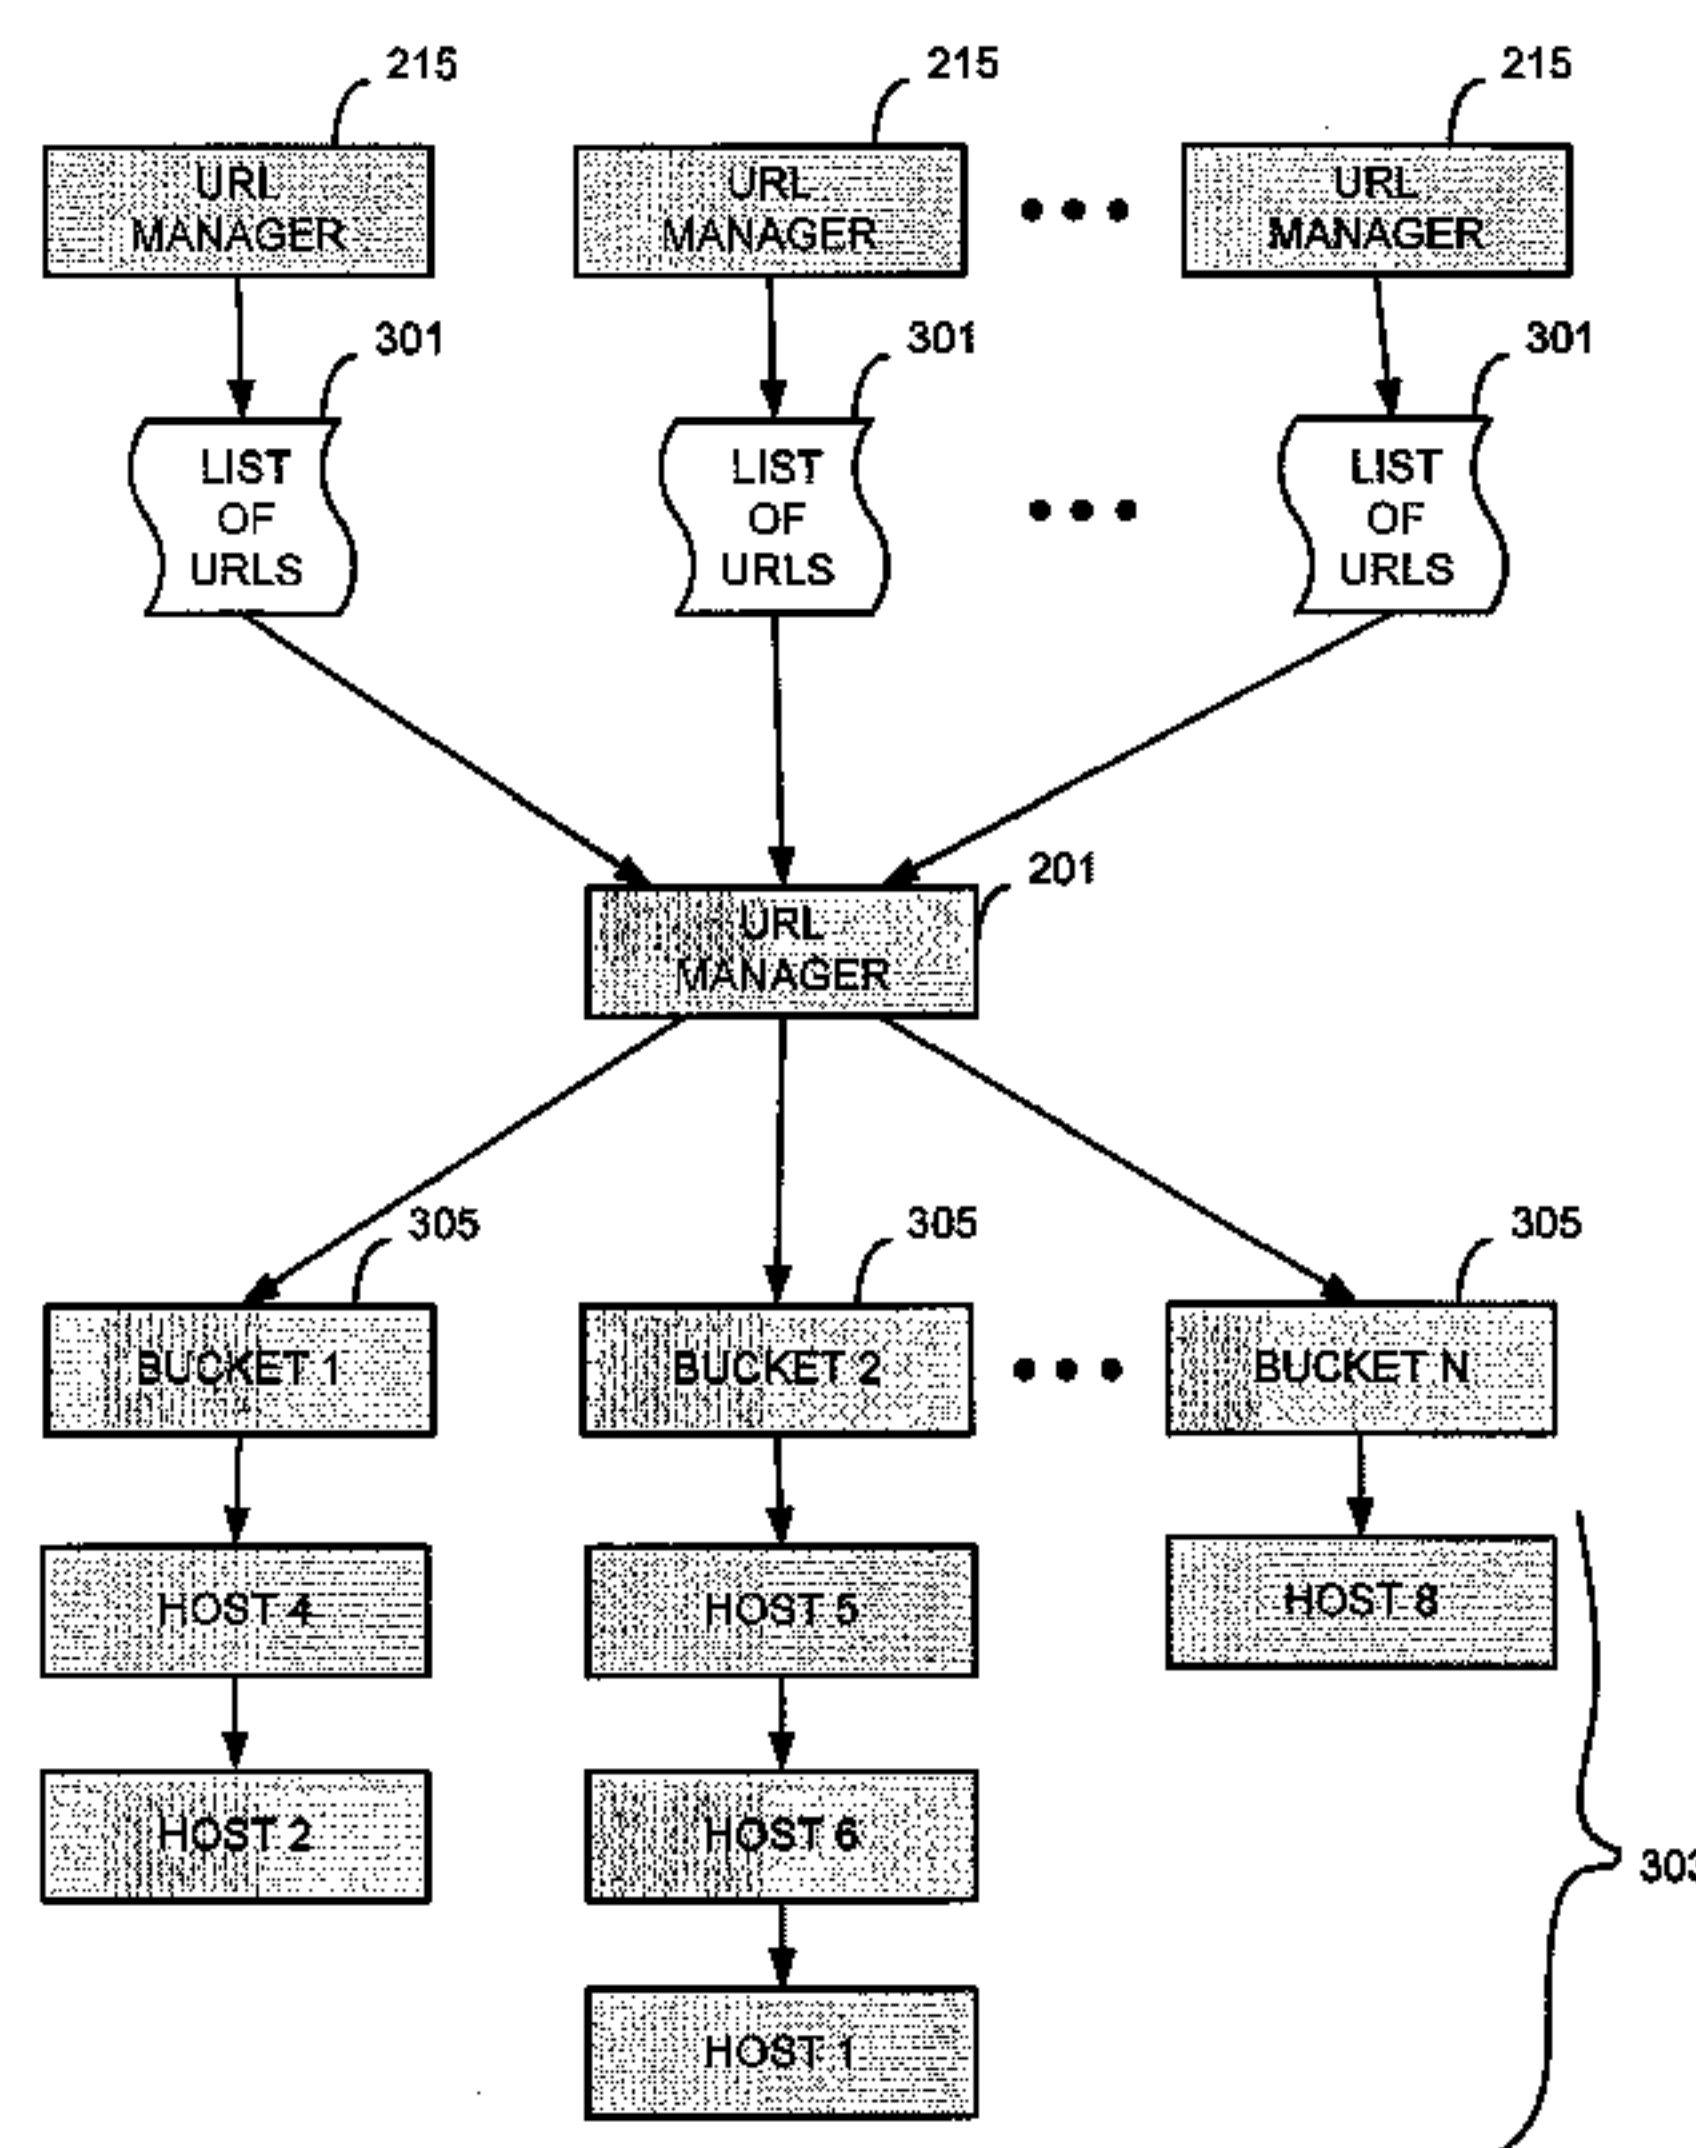 215 215 215
URL MANAGER
URL MANAGER
URL MANAGER
301 301 301
LIST OF URLS
LIST OF URLS
LIST OF URLS
201
URL MANAGER
305 305 305
BUCKET 1 BUCKET 2 BUCKET N
HOST 4 HOST 5 HOST 8
HOST 2 HOST 6
303
HOST 1